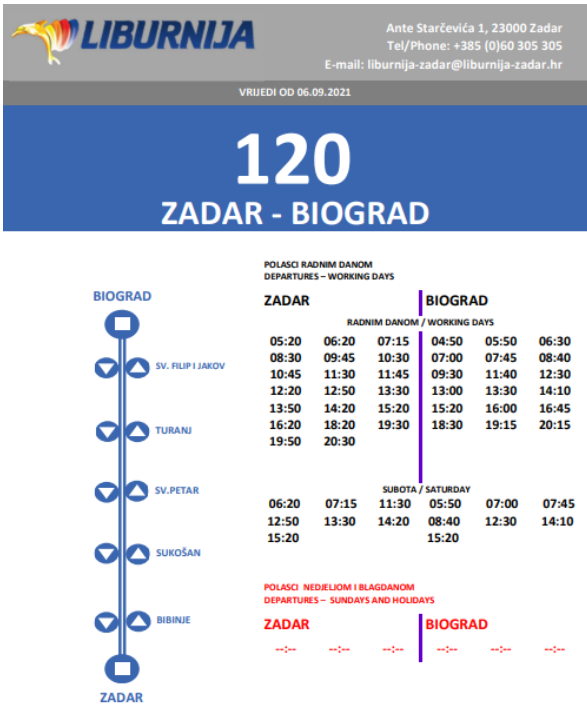 LIBURNIJA
Ante Starčevića 1, 23000 Zadar
Tel/Phone: +385 (0)60 305 305
E-mail: liburnija-zadar@liburnija-zadar.hr
VRIJEDI OD 06.09.2021
120
ZADAR - BIOGRAD
BIOGRAD
SV. FILIP I JAKOV
TURANJ
SV.PETAR
SUKOŠAN
BIBINJE
ZADAR
POLASCI RADNIM DANOM
DEPARTURES – WORKING DAYS
ZADAR BIOGRAD
RADNIM DANOM / WORKING DAYS
05:20 06:20 07:15 04:50 05:50 06:30
08:30 09:45 10:30 07:00 07:45 08:40
10:45 11:30 11:45 09:30 11:40 12:30
12:20 12:50 13:30 13:00 13:30 14:10
13:50 14:20 15:20 15:20 16:00 16:45
16:20 18:20 19:30 18:30 19:15 20:15
19:50 20:30
SUBOTA / SATURDAY
06:20 07:15 11:30 05:50 07:00 07:45
12:50 13:30 14:20 08:40 12:30 14:10
15:20 15:20
POLASCI NEDJELJOM I BLAGDANOM
DEPARTURES – SUNDAYS AND HOLIDAYS
ZADAR BIOGRAD
--:-- --:-- --:-- --:-- --:-- --:--